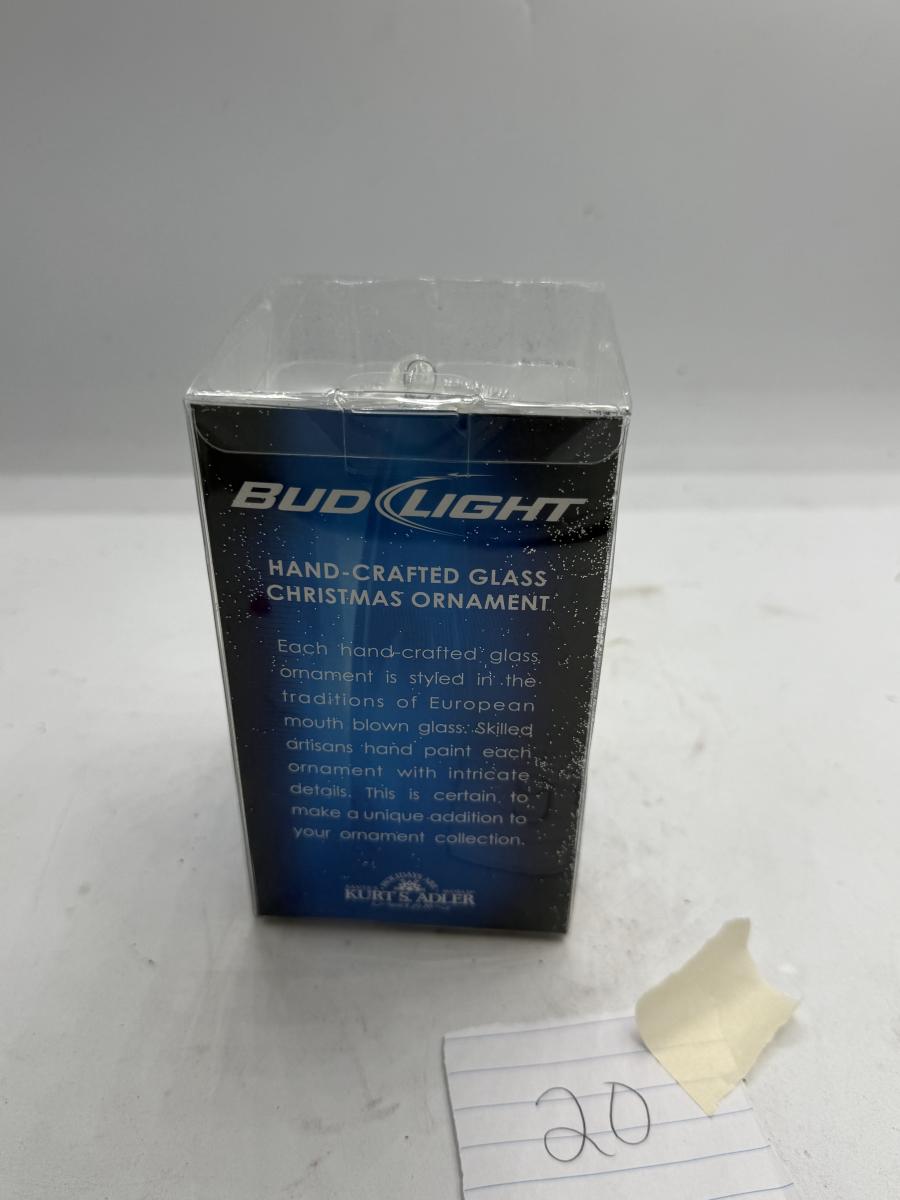 BUD LIGHT
HAND-CRAFTED GLASS
CHRISTMAS ORNAMENT
Each hand-crafted glass
ornament is styled in the
traditions of European
mouth blown glass. Skilled
artisans hand paint each
ornament with intricate
details. This is certain to
make a unique addition to
your ornament collection.
HOLIDAYS ARE
KURT S. ADLER
20